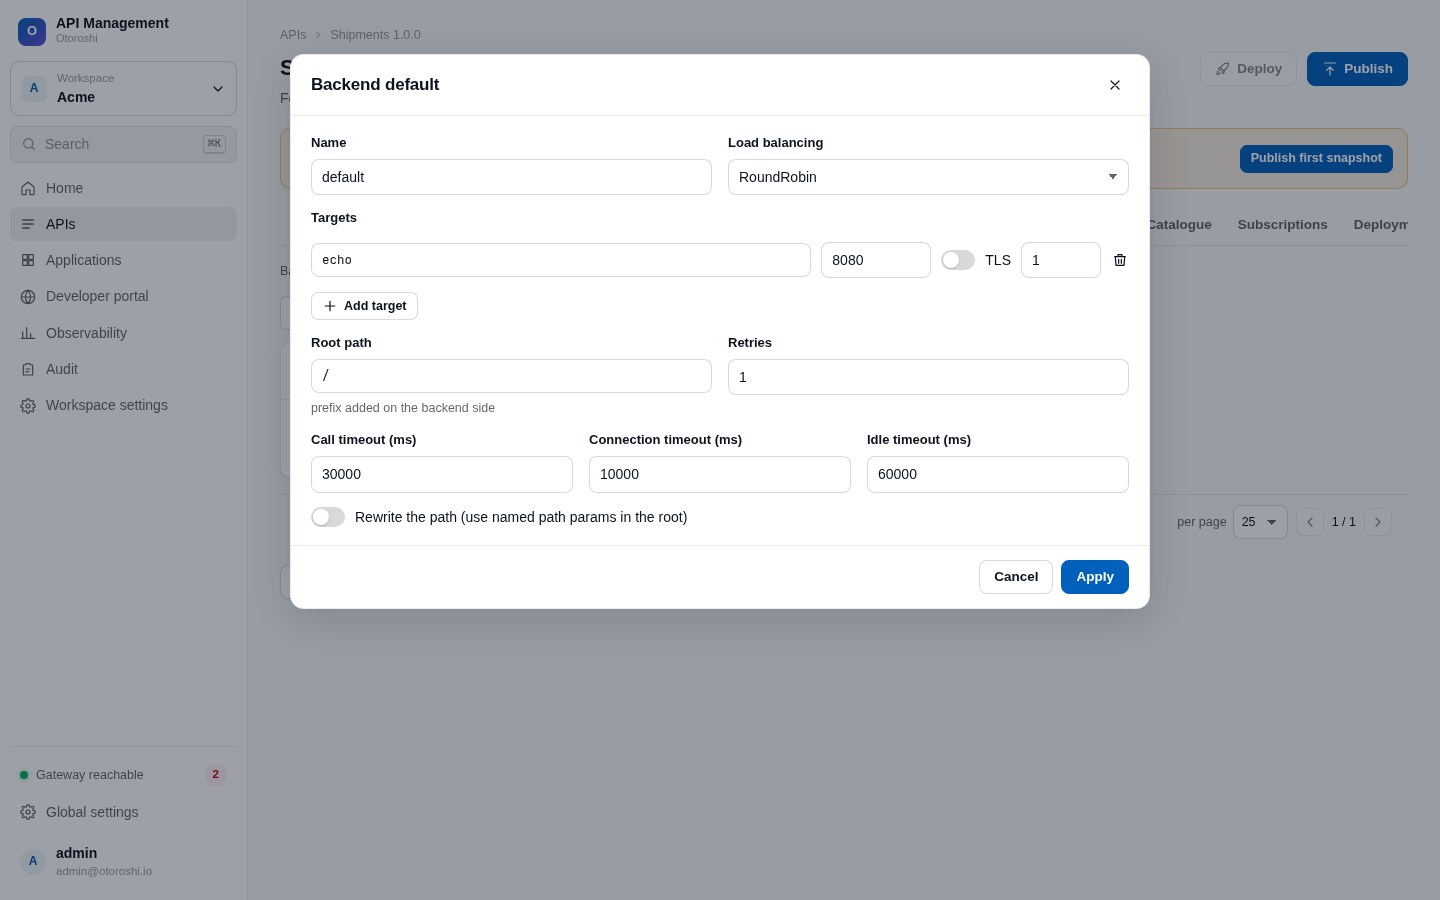 API Management
Otoroshi
Workspace
A
Acme
Search
⌘K
Home
APIs
Applications
Developer portal
Observability
Audit
Workspace settings
Gateway reachable
2
Global settings
A
admin
admin@otoroshi.io
APIs
Shipments 1.0.0
Deploy
Publish
Publish first snapshot
Catalogue
Subscriptions
Backend default
Name
Load balancing
default
RoundRobin
Targets
echo
8080
TLS
1
Add target
Root path
Retries
/
1
prefix added on the backend side
Call timeout (ms)
Connection timeout (ms)
Idle timeout (ms)
30000
10000
60000
Rewrite the path (use named path params in the root)
Cancel
Apply
per page
25
1 / 1